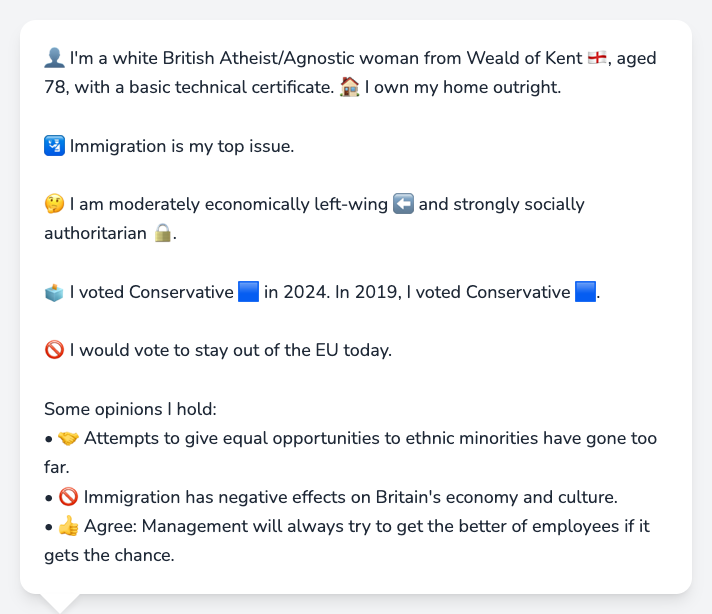 👤 I'm a white British Atheist/Agnostic woman from Weald of Kent 🏴󠁧󠁢󠁥󠁮󠁧󠁿, aged
78, with a basic technical certificate. 🏠 I own my home outright.
🛂 Immigration is my top issue.
🤔 I am moderately economically left-wing ⬅️ and strongly socially
authoritarian 🔒.
🗳️ I voted Conservative 🟦 in 2024. In 2019, I voted Conservative 🟦.
🚫 I would vote to stay out of the EU today.
Some opinions I hold:
• 🤝 Attempts to give equal opportunities to ethnic minorities have gone too
far.
• 🚫 Immigration has negative effects on Britain's economy and culture.
• 👍 Agree: Management will always try to get the better of employees if it
gets the chance.